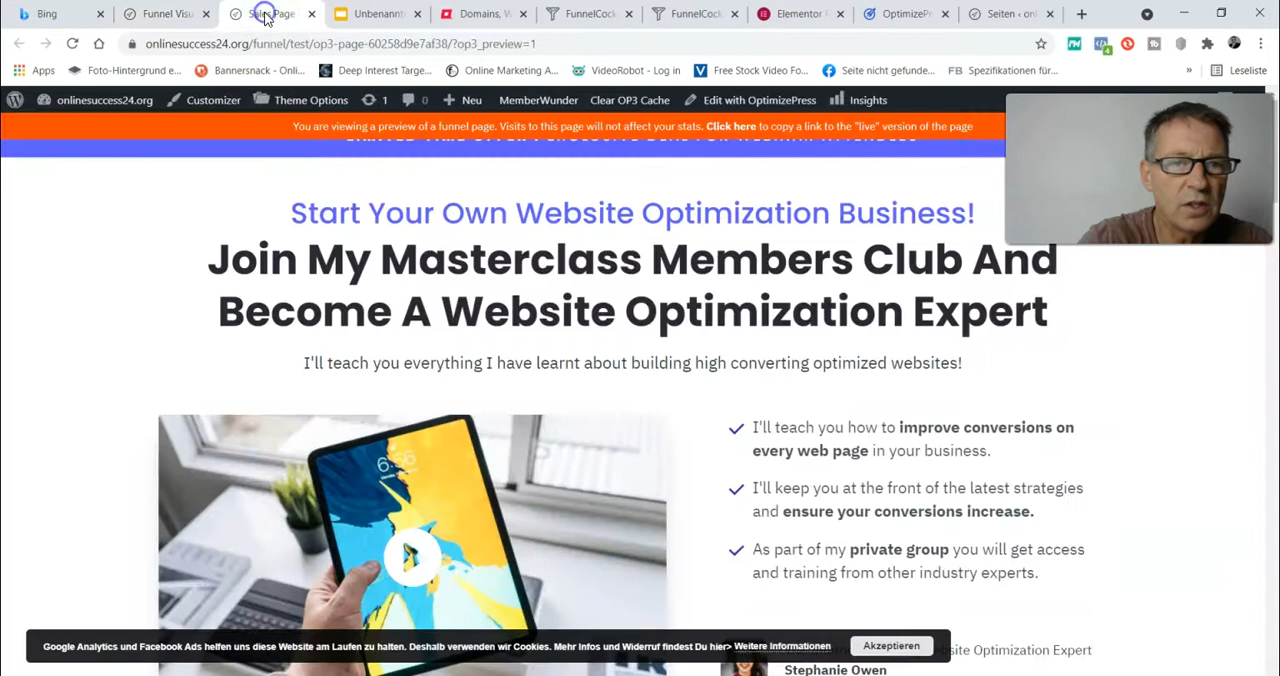 Bing
Funnel Visu
Sales Page
Unbenannt
Domains, W
FunnelCock
FunnelCock
Elementor
OptimizePr
Seiten ‹ onl
onlinesuccess24.org/funnel/test/op3-page-60258d9e7af38/?op3_preview=1
4
Apps
Foto-Hintergrund e...
Bannersnack - Onli...
Deep Interest Targe...
Online Marketing A...
VideoRobot - Log in
Free Stock Video Fo...
Seite nicht gefunde...
FB Spezifikationen für...
»
Leseliste
onlinesuccess24.org
Customizer
Theme Options
1
Neu
MemberWunder
Clear OP3 Cache
Edit with OptimizePress
Insights
You are viewing a preview of a funnel page. Visits to this page will not affect your stats. Click here to copy a link to the "live" version of the page
Start Your Own Website Optimization Business!
Join My Masterclass Members Club And
Become A Website Optimization Expert
I'll teach you everything I have learnt about building high converting optimized websites!
I'll teach you how to improve conversions on
every web page in your business.
I'll keep you at the front of the latest strategies
and ensure your conversions increase.
As part of my private group you will get access
and training from other industry experts.
6:56
Google Analytics und Facebook Ads helfen uns diese Website am Laufen zu halten. Deshalb verwenden wir Cookies. Mehr Infos und Widerruf findest Du hier> Weitere Informationen
Akzeptieren
Website Optimization Expert
Stephanie Owen